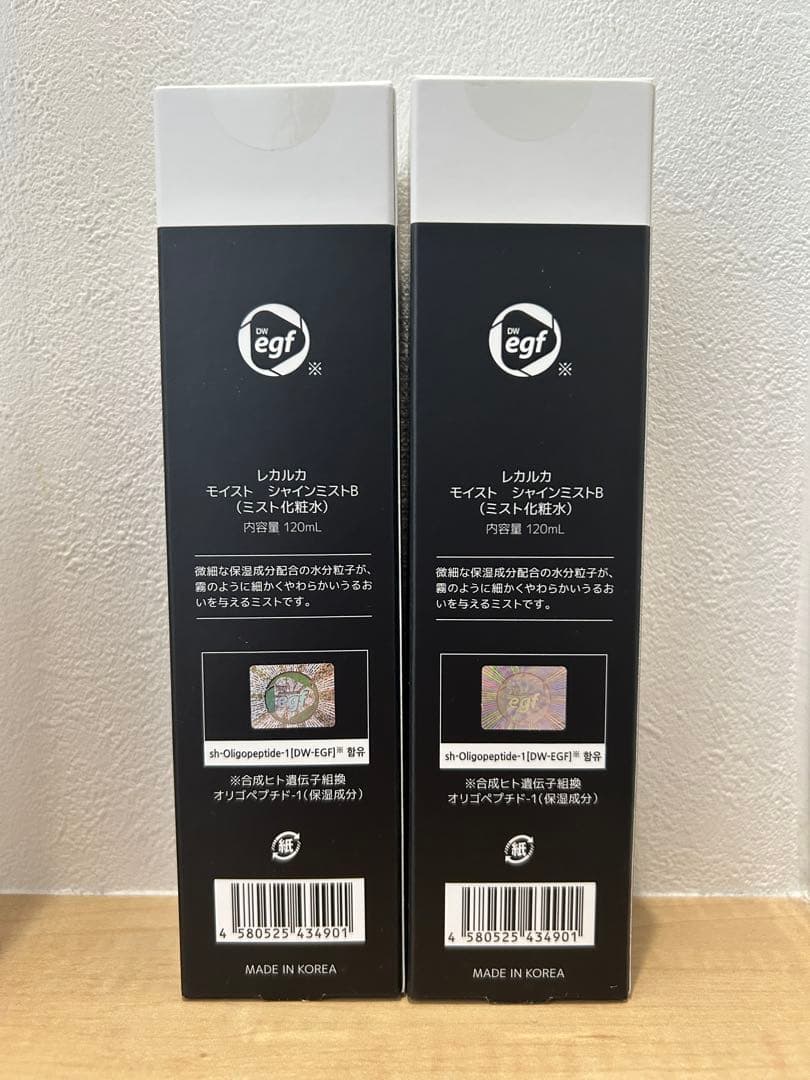 DW
egf
※
レカルカ
モイスト　シャインミストB
（ミスト化粧水）
内容量 120mL
微細な保湿成分配合の水分粒子が、
霧のように細かくやわらかいうるお
いを与えるミストです。
DW
egf
sh-Oligopeptide-1[DW-EGF]※ 함유
※合成ヒト遺伝子組換
オリゴペプチド-1（保湿成分）
紙
4 580525 434901
MADE IN KOREA
DW
egf
※
レカルカ
モイスト　シャインミストB
（ミスト化粧水）
内容量 120mL
微細な保湿成分配合の水分粒子が、
霧のように細かくやわらかいうるお
いを与えるミストです。
egf
sh-Oligopeptide-1[DW-EGF]※ 함유
※合成ヒト遺伝子組換
オリゴペプチド-1（保湿成分）
紙
4 580525 434901
MADE IN KOREA